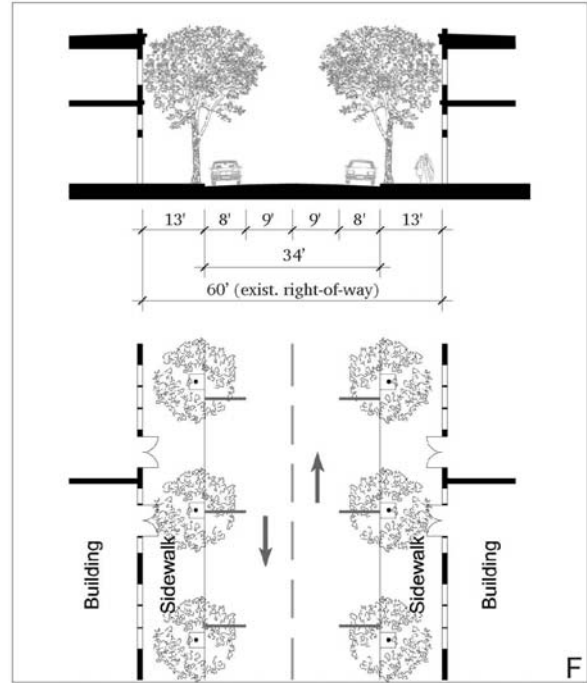 13' 8' 9' 9' 8' 13'
34'
60' (exist. right-of-way)
Building
Sidewalk
Sidewalk
Building
F